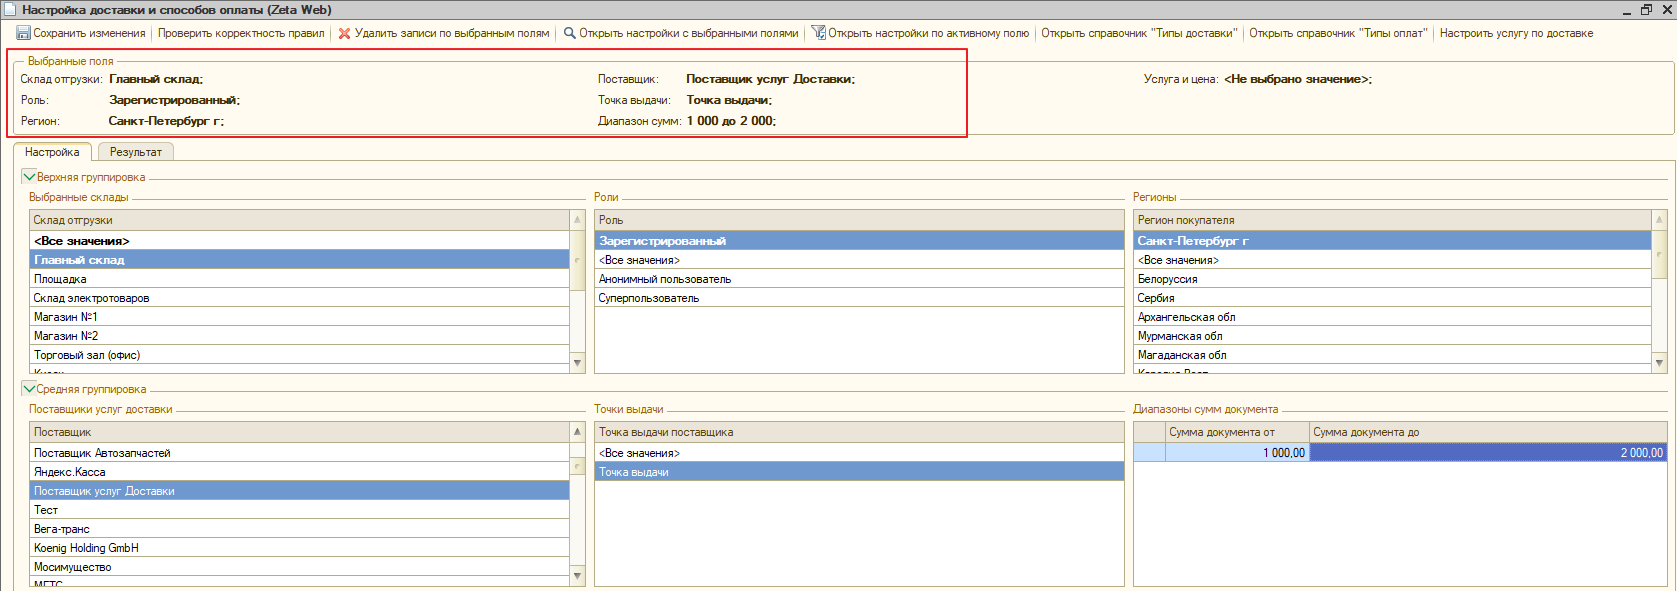 Настройка доставки и способов оплаты (Zeta Web)
Сохранить изменения Проверить корректность правил Удалить записи по выбранным полям Открыть настройки с выбранными полями Открыть настройки по активному полю Открыть справочник "Типы доставки" Открыть справочник "Типы оплат" Настроить услугу по доставке
Выбранные поля
Склад отгрузки: Главный склад; Поставщик: Поставщик услуг Доставки; Услуга и цена: <Не выбрано значение>;
Роль: Зарегистрированный; Точка выдачи: Точка выдачи;
Регион: Санкт-Петербург г; Диапазон сумм: 1 000 до 2 000;
Настройка Результат
Верхняя группировка
Выбранные склады Роли Регионы
Склад отгрузки Роль Регион покупателя
<Все значения> Зарегистрированный Санкт-Петербург г
Главный склад <Все значения> <Все значения>
Площадка Анонимный пользователь Белоруссия
Склад электротоваров Суперпользователь Сербия
Магазин №1 Архангельская обл
Магазин №2 Мурманская обл
Торговый зал (офис) Магаданская обл
Средняя группировка
Поставщики услуг доставки Точки выдачи Диапазоны сумм документа
Поставщик Точка выдачи поставщика Сумма документа от Сумма документа до
Поставщик Автозапчастей <Все значения> 1 000,00 2 000,00
Яндекс.Касса Точка выдачи
Поставщик услуг Доставки
Тест
Вега-транс
Koenig Holding GmbH
Мосимущество